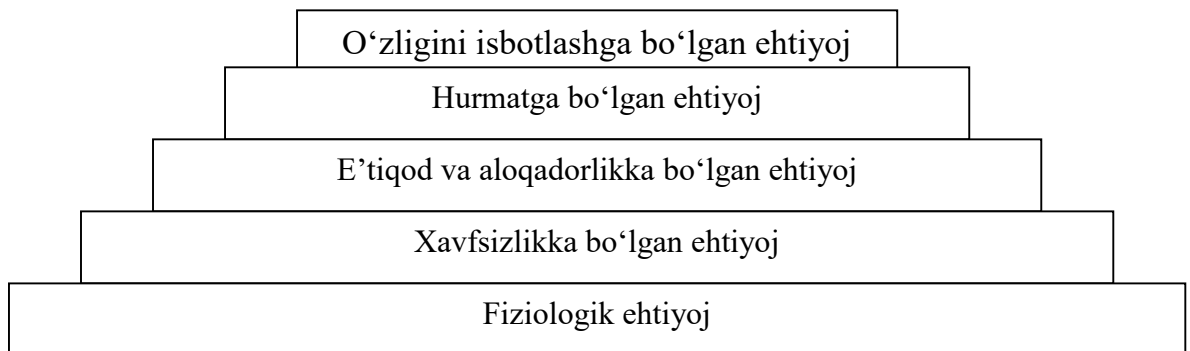 O‘zligini isbotlashga bo‘lgan ehtiyoj
Hurmatga bo‘lgan ehtiyoj
E’tiqod va aloqadorlikka bo‘lgan ehtiyoj
Xavfsizlikka bo‘lgan ehtiyoj
Fiziologik ehtiyoj